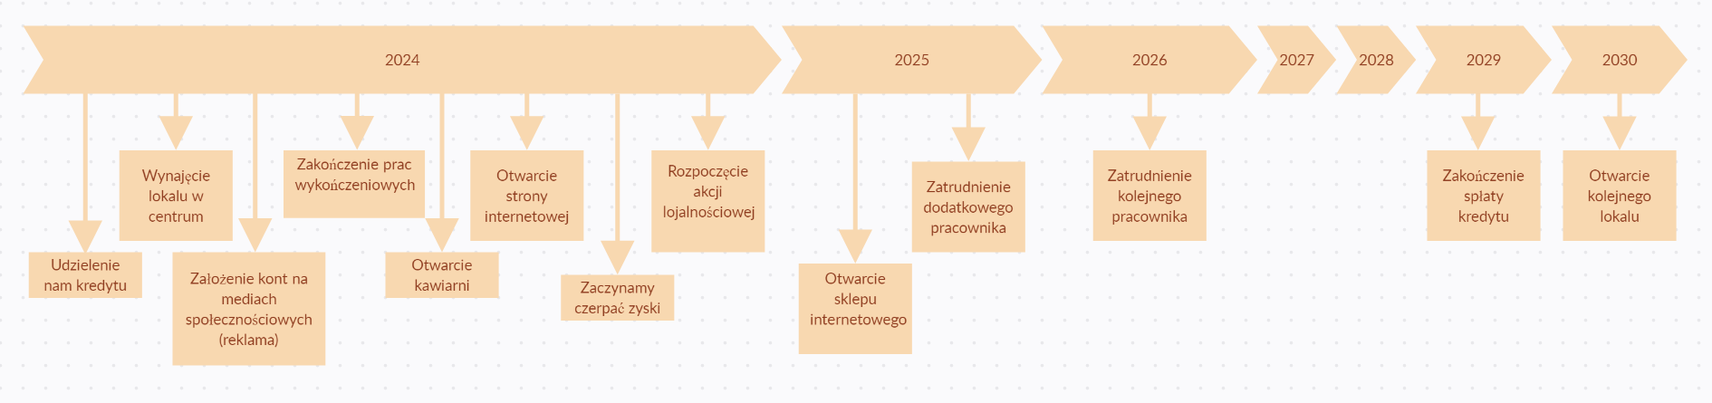 2024
2025
2026
2027
2028
2029
2030
Udzielenie
nam kredytu
Wynajęcie
lokalu w
centrum
Założenie kont na
mediach
społecznościowych
(reklama)
Zakończenie prac
wykończeniowych
Otwarcie
kawiarni
Otwarcie
strony
internetowej
Zaczynamy
czerpać zyski
Rozpoczęcie
akcji
lojalnościowej
Otwarcie
sklepu
internetowego
Zatrudnienie
dodatkowego
pracownika
Zatrudnienie
kolejnego
pracownika
Zakończenie
spłaty
kredytu
Otwarcie
kolejnego
lokalu